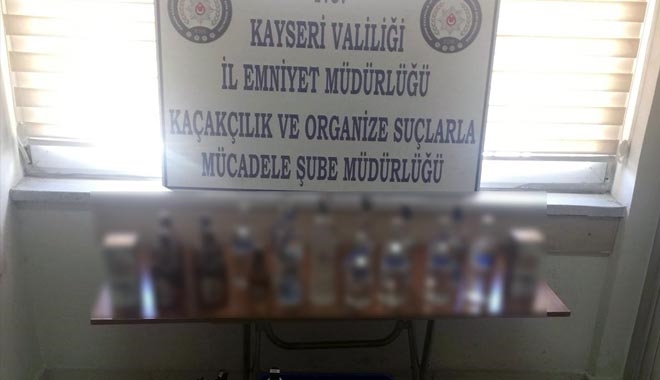 T.C.
KAYSERİ VALİLİĞİ
İL EMNİYET MÜDÜRLÜĞÜ
KAÇAKÇILIK VE ORGANİZE SUÇLARLA
MÜCADELE ŞUBE MÜDÜRLÜĞÜ